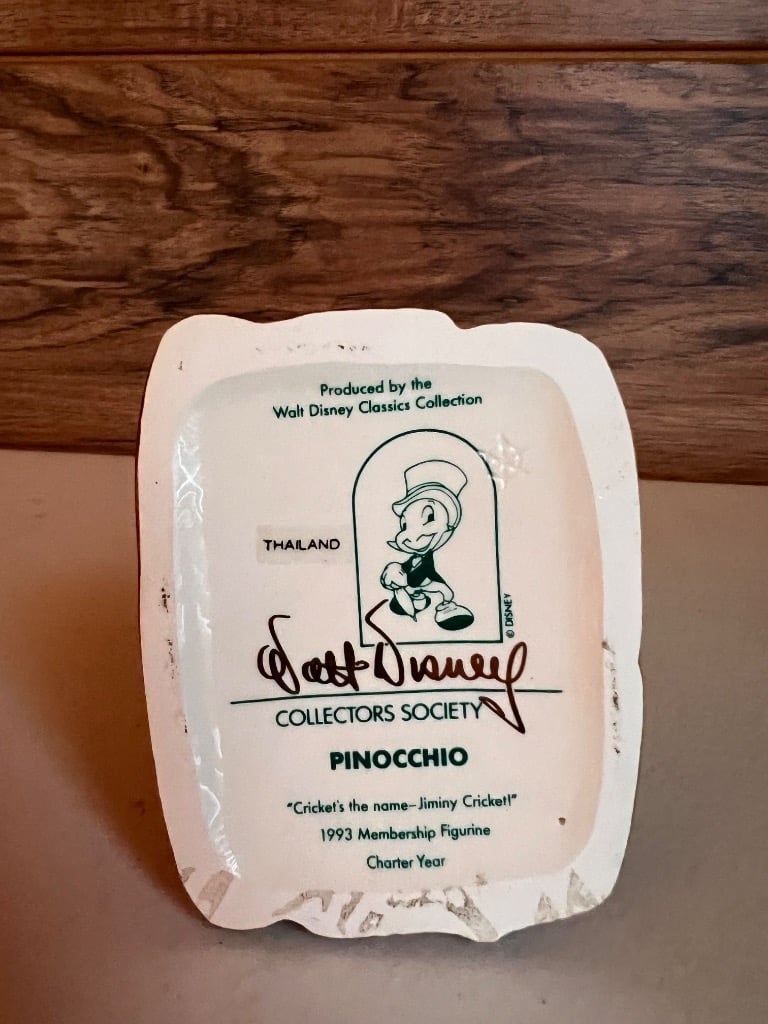 Produced by the
Walt Disney Classics Collection
THAILAND
© DISNEY
Walt Disney
COLLECTORS SOCIETY
PINOCCHIO
"Cricket's the name–Jiminy Cricket!"
1993 Membership Figurine
Charter Year